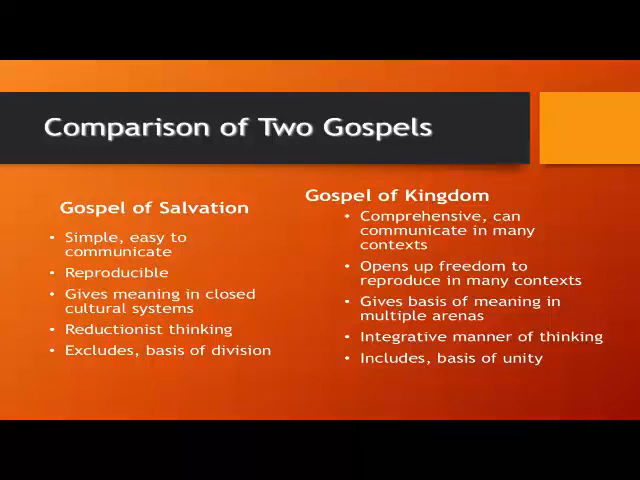 Comparison of Two Gospels
Gospel of Salvation
• Simple, easy to
communicate
• Reproducible
• Gives meaning in closed
cultural systems
• Reductionist thinking
• Excludes, basis of division
Gospel of Kingdom
• Comprehensive, can
communicate in many
contexts
• Opens up freedom to
reproduce in many contexts
• Gives basis of meaning in
multiple arenas
• Integrative manner of thinking
• Includes, basis of unity